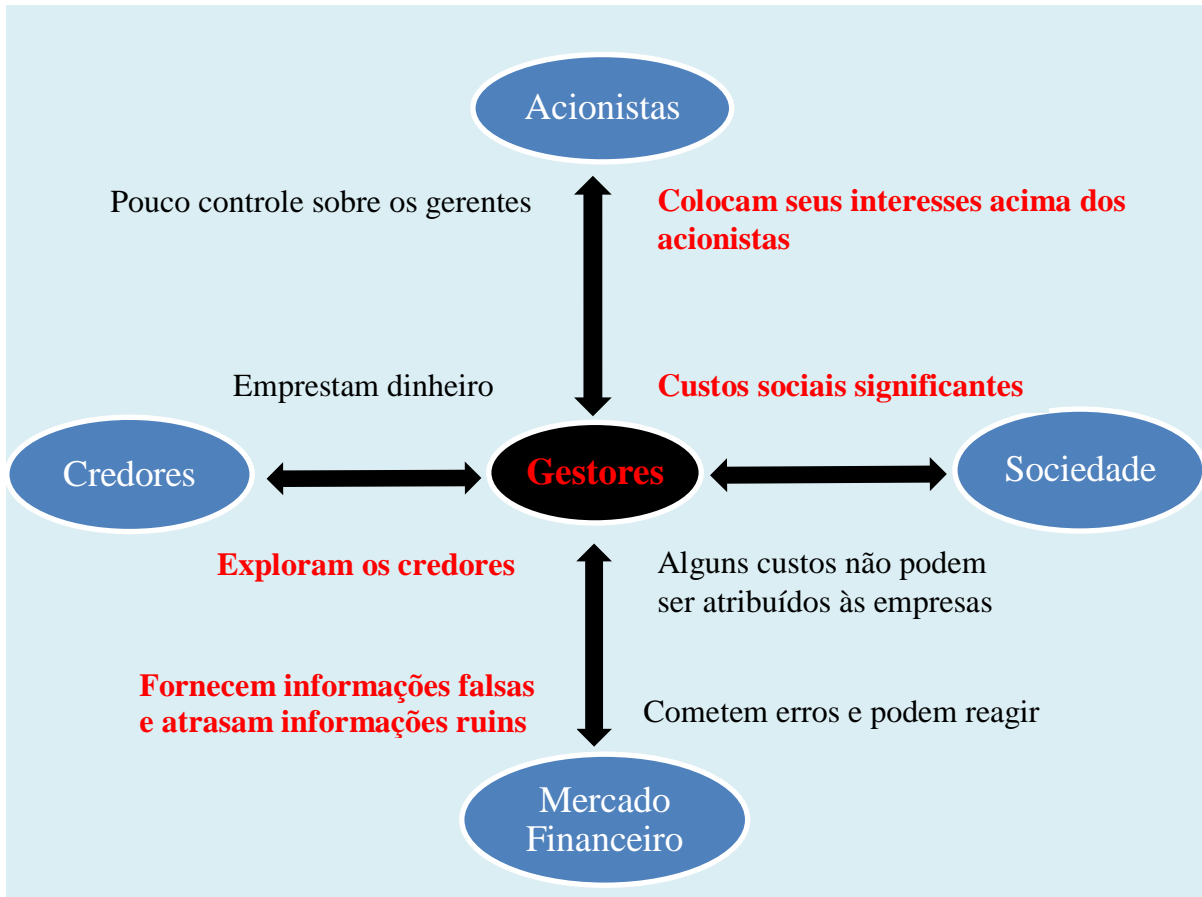 Acionistas
Pouco controle sobre os gerentes
Colocam seus interesses acima dos
acionistas
Emprestam dinheiro
Custos sociais significantes
Credores
Gestores
Sociedade
Exploram os credores
Alguns custos não podem
ser atribuídos às empresas
Fornecem informações falsas
e atrasam informações ruins
Cometem erros e podem reagir
Mercado
Financeiro